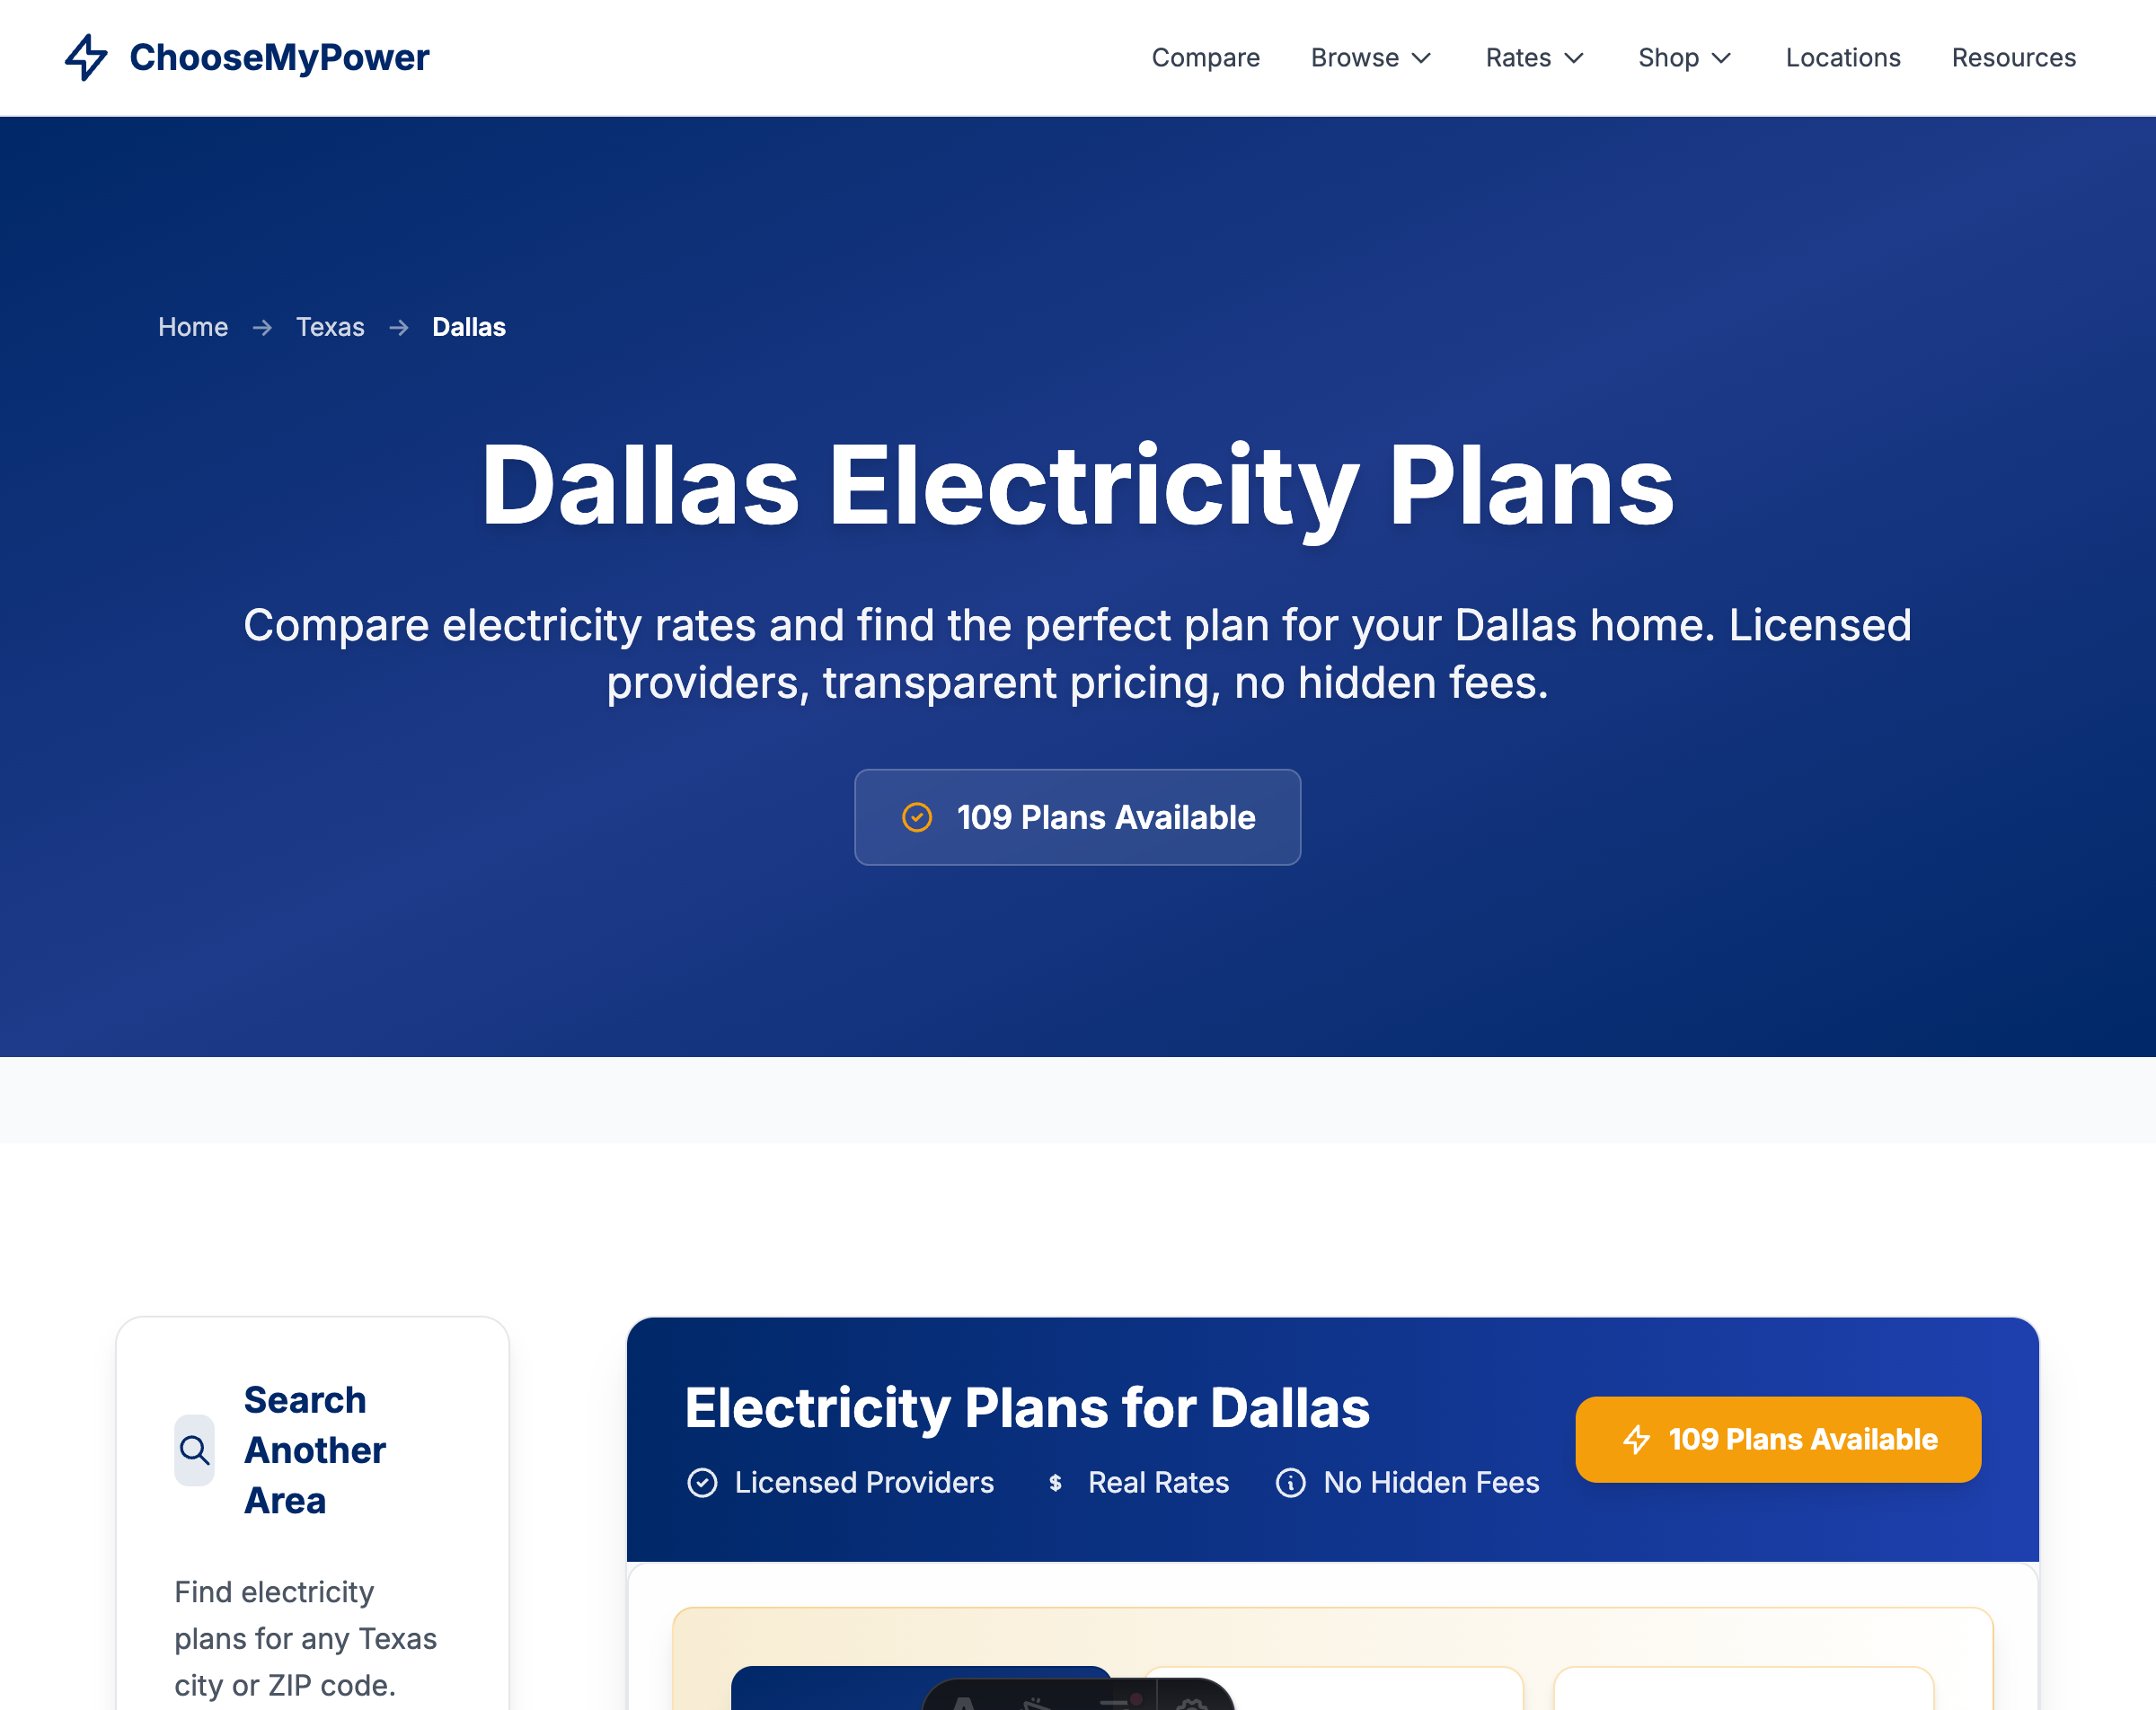 ChooseMyPower
Compare
Browse
Rates
Shop
Locations
Resources
Home → Texas → Dallas
Dallas Electricity Plans
Compare electricity rates and find the perfect plan for your Dallas home. Licensed
providers, transparent pricing, no hidden fees.
109 Plans Available
Search
Another
Area
Find electricity
plans for any Texas
city or ZIP code.
Electricity Plans for Dallas
Licensed Providers
$ Real Rates
No Hidden Fees
109 Plans Available